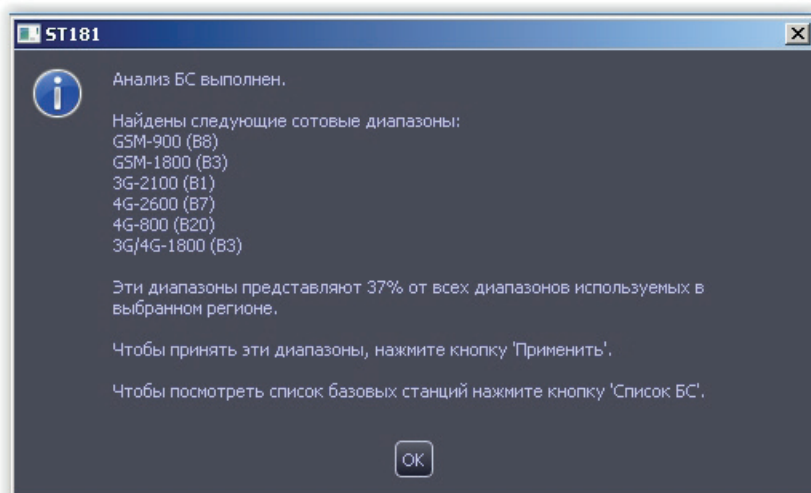 ST181
Анализ БС выполнен.
Найдены следующие сотовые диапазоны:
GSM-900 (B8)
GSM-1800 (B3)
3G-2100 (B1)
4G-2600 (B7)
4G-800 (B20)
3G/4G-1800 (B3)
Эти диапазоны представляют 37% от всех диапазонов используемых в
выбранном регионе.
Чтобы принять эти диапазоны, нажмите кнопку 'Применить'.
Чтобы посмотреть список базовых станций нажмите кнопку 'Список БС'.
OK